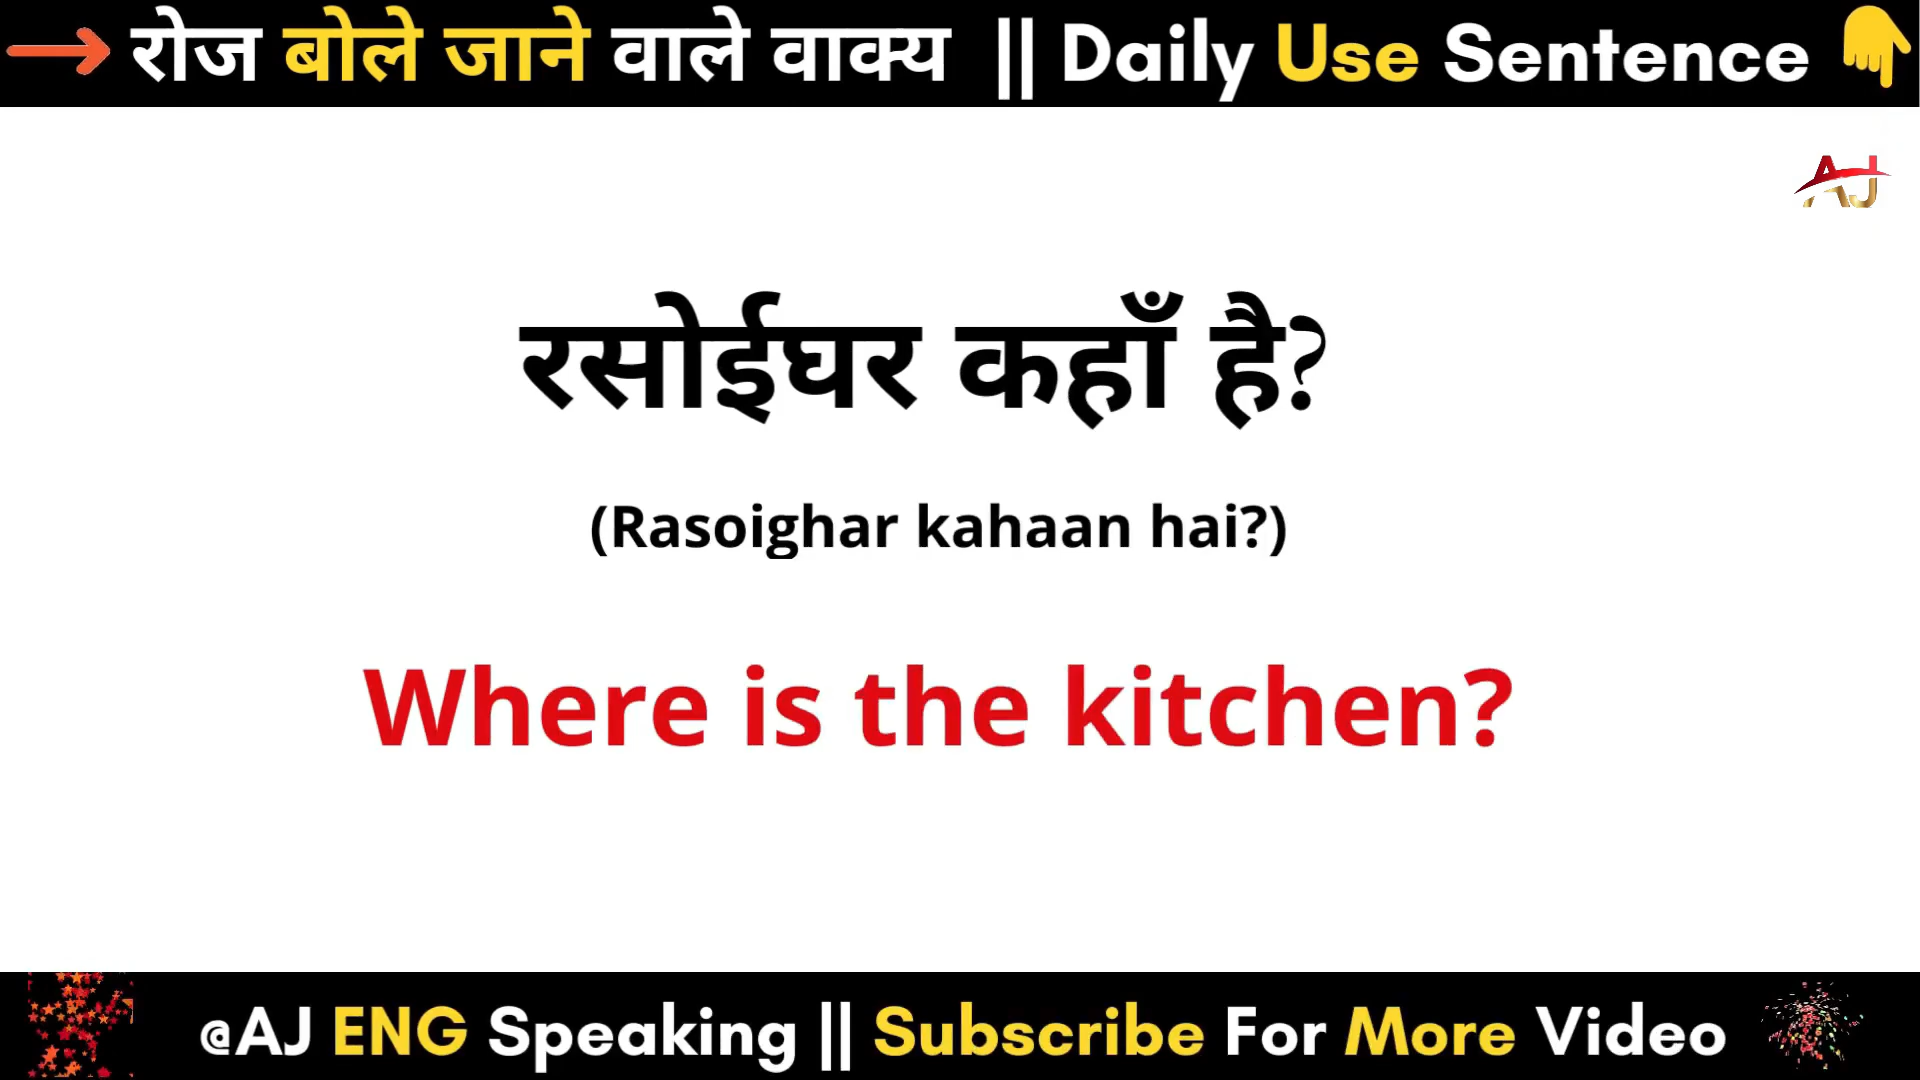 रोज बोले जाने वाले वाक्य || Daily Use Sentence
AJ
रसोईघर कहाँ है?
(Rasoighar kahaan hai?)
Where is the kitchen?
@AJ ENG Speaking || Subscribe For More Video